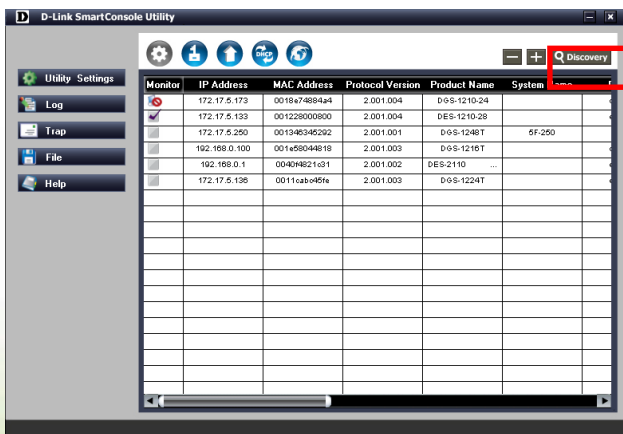 D D-Link SmartConsole Utility
DHCP
Discovery
Utility Settings
Log
Trap
File
Help
Monitor IP Address MAC Address Protocol Version Product Name System Name
172.17.5.173 0018e74884a4 2.001.004 DGS-1210-24
172.17.5.133 001228000800 2.001.004 DES-1210-28
172.17.5.250 001346345292 2.001.001 DGS-1248T 5F-250
192.168.0.100 001e58044818 2.001.003 DGS-1216T
192.168.0.1 0040f4821c31 2.001.002 DES-2110 ...
172.17.5.136 0011cabc45fe 2.001.003 DGS-1224T